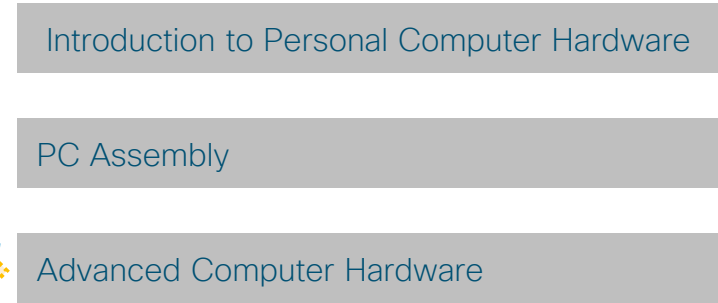 Introduction to Personal Computer Hardware
PC Assembly
Advanced Computer Hardware